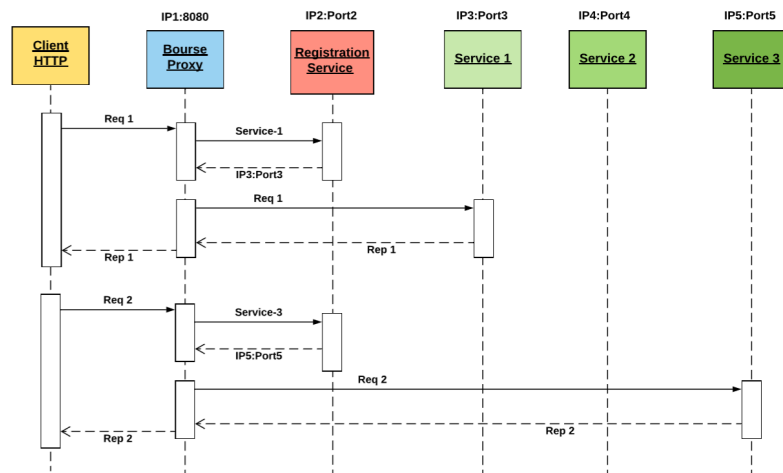 IP1:8080
IP2:Port2
IP3:Port3
IP4:Port4
IP5:Port5
Client
HTTP
Bourse
Proxy
Registration
Service
Service 1
Service 2
Service 3
Req 1
Service-1
IP3:Port3
Req 1
Rep 1
Rep 1
Req 2
Service-3
IP5:Port5
Req 2
Rep 2
Rep 2